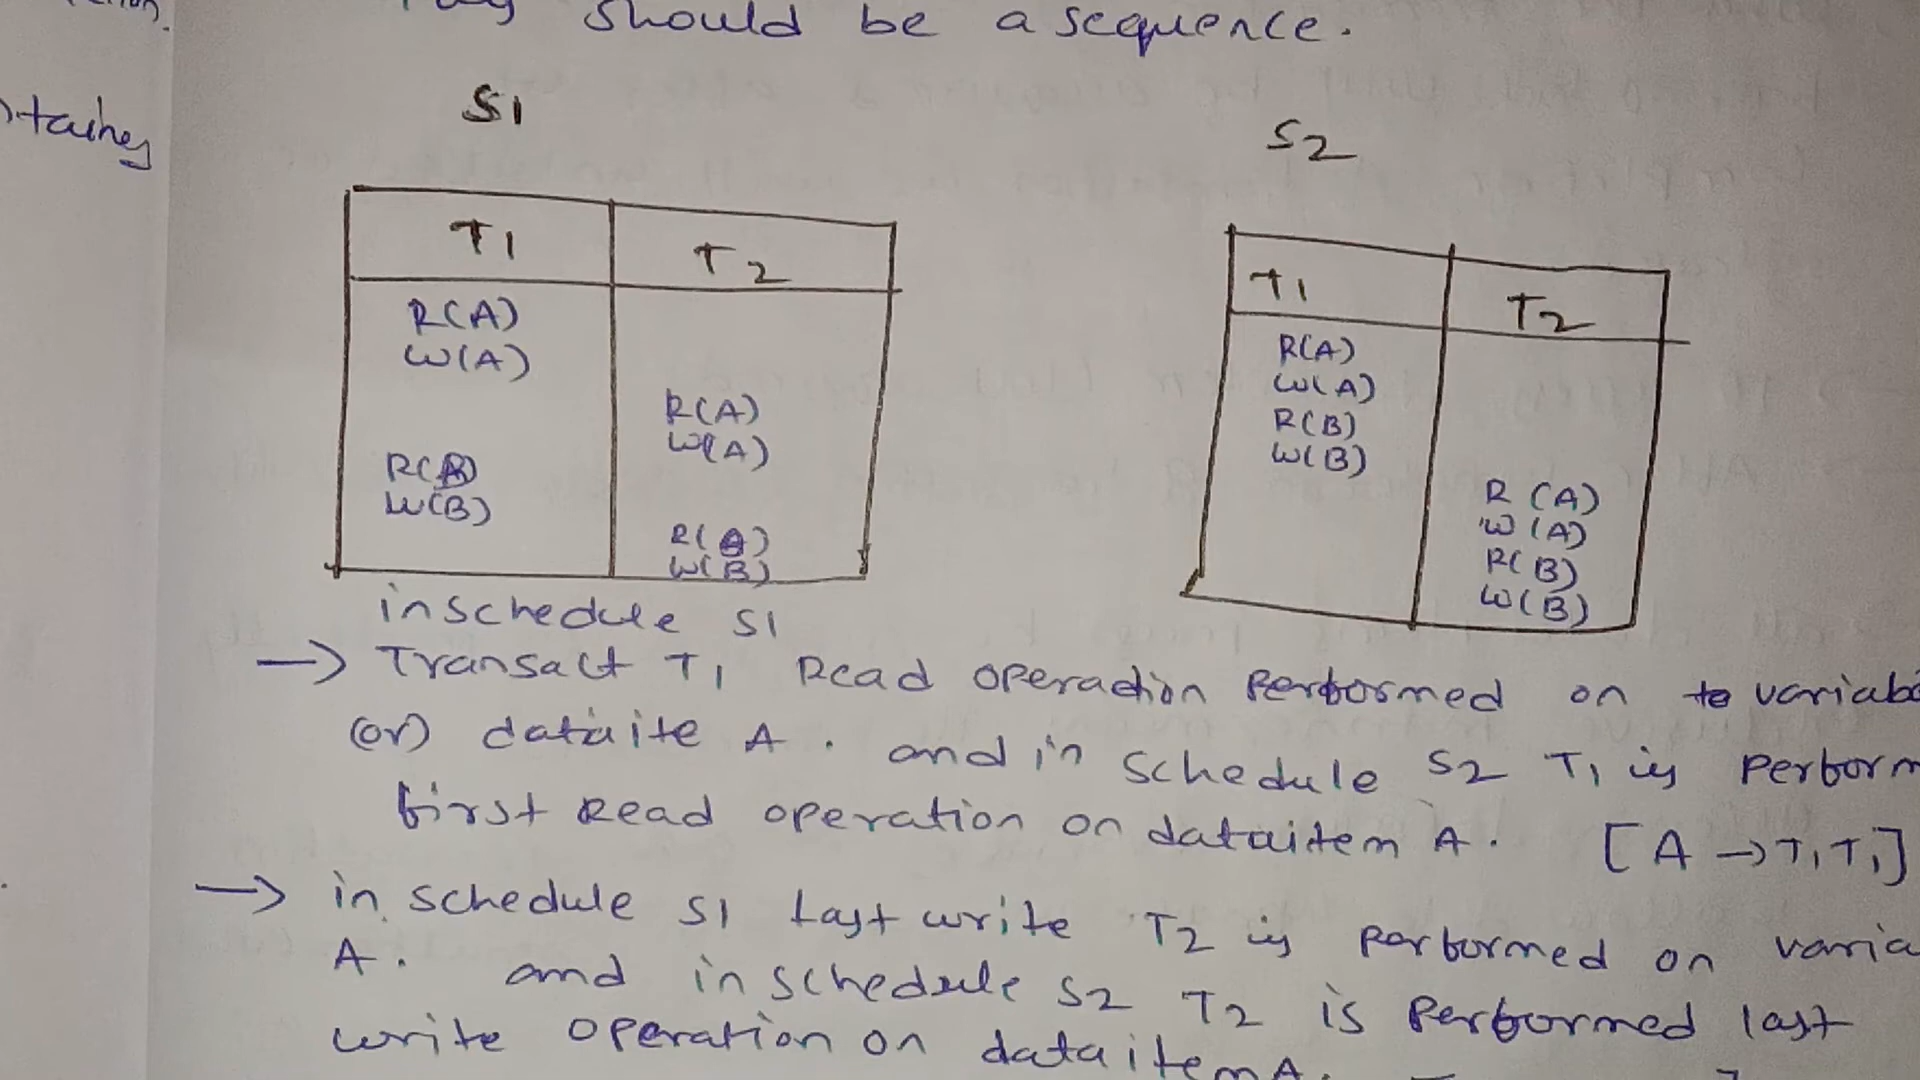 should be a sequence.
S1
S2
T1 T2
R(A)
W(A)
R(A)
W(A)
R(B)
W(B)
W(B)
T1 T2
R(A)
W(A)
R(B)
W(B)
R (A)
W (A)
R(B)
W(B)
in schedule S1
→ Transact T1 Read operation performed on to variab
(or) dataite A. and in schedule S2 T1 is perform
first Read operation on dataitem A. [A → T1 T1]
→ in schedule S1 last write T2 is performed on varia
A. and in schedule S2 T2 is performed last
write operation on dataitem A.